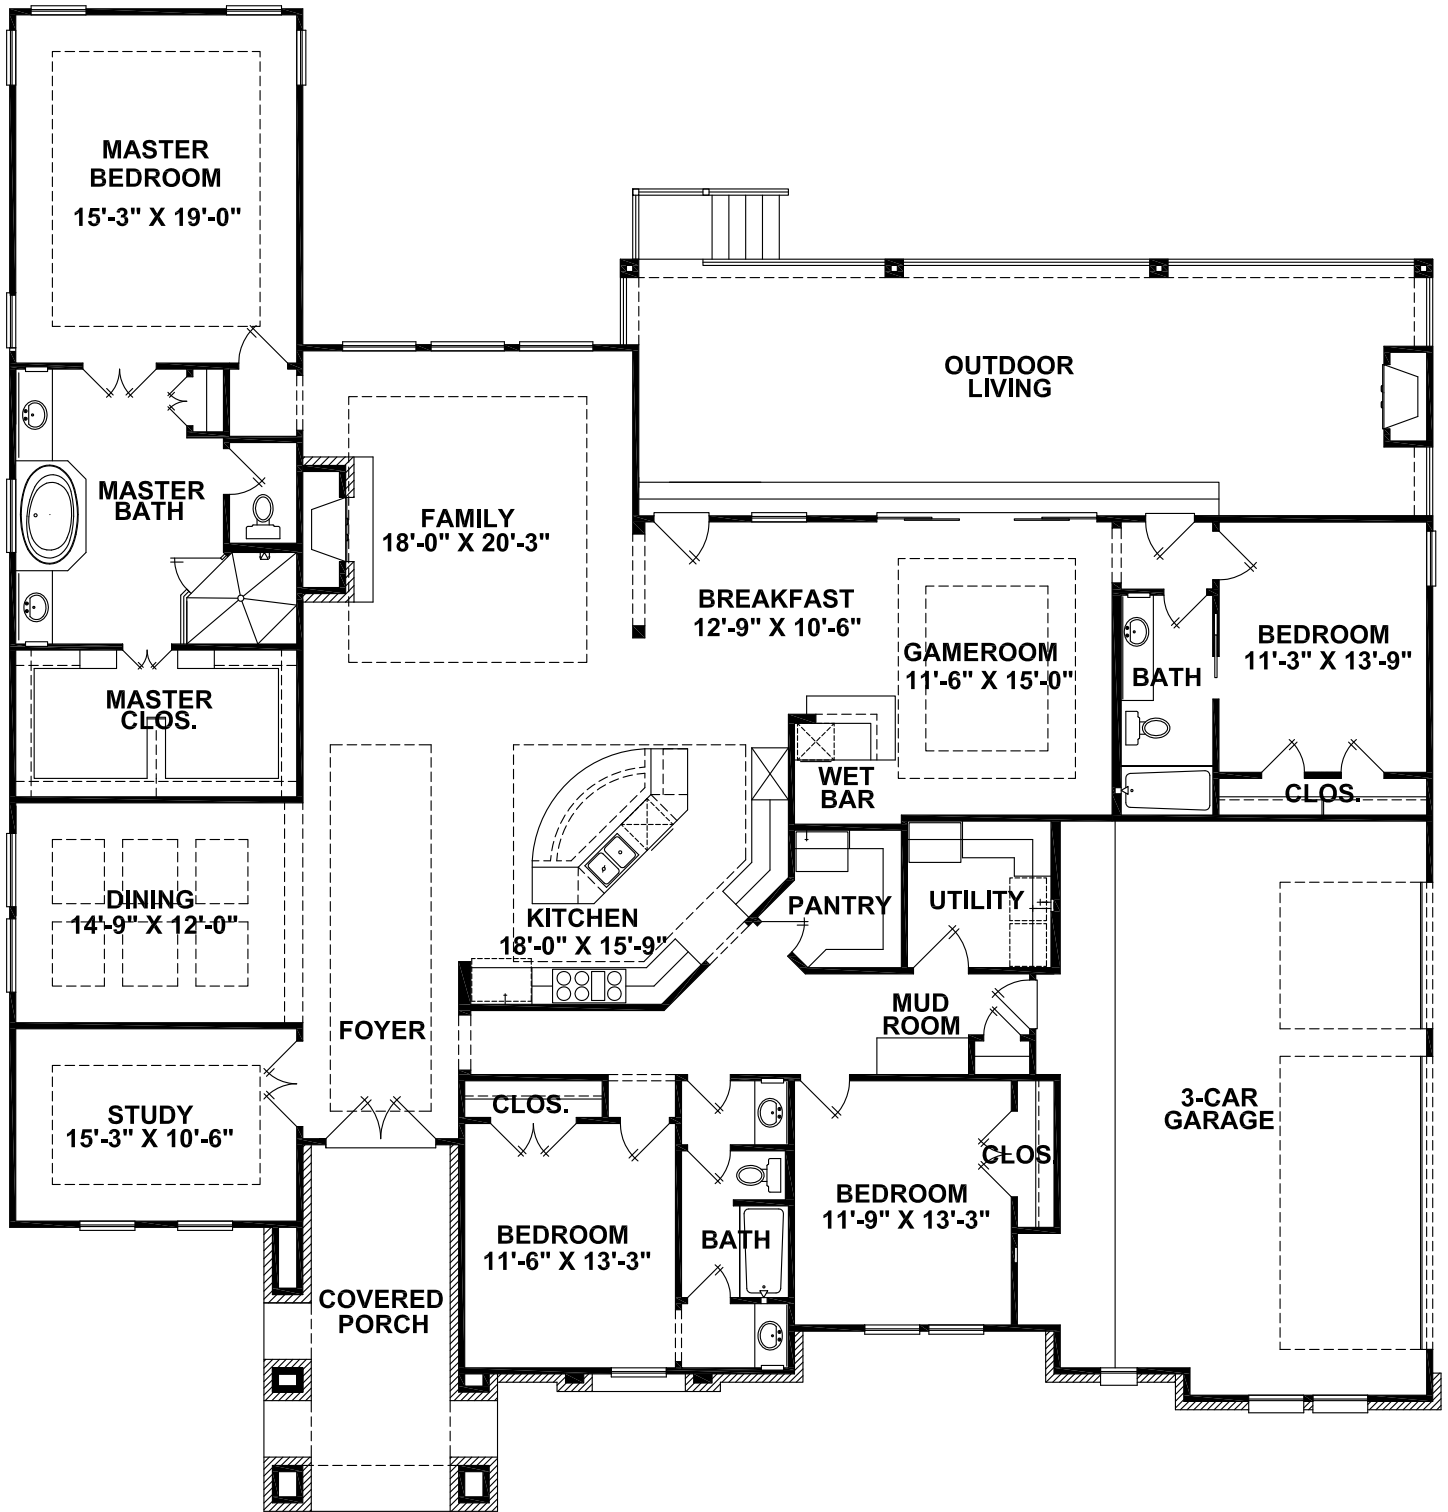 MASTER
BEDROOM
15'-3" X 19'-0"
OUTDOOR
LIVING
MASTER
BATH
FAMILY
18'-0" X 20'-3"
BREAKFAST
12'-9" X 10'-6"
GAMEROOM
11'-6" X 15'-0"
BEDROOM
11'-3" X 13'-9"
BATH
MASTER
CLOS.
WET
BAR
CLOS.
DINING
14'-9" X 12'-0"
KITCHEN
18'-0" X 15'-9"
PANTRY
UTILITY
FOYER
MUD
ROOM
STUDY
15'-3" X 10'-6"
CLOS.
3-CAR
GARAGE
CLOS.
BEDROOM
11'-9" X 13'-3"
BEDROOM
11'-6" X 13'-3"
BATH
COVERED
PORCH